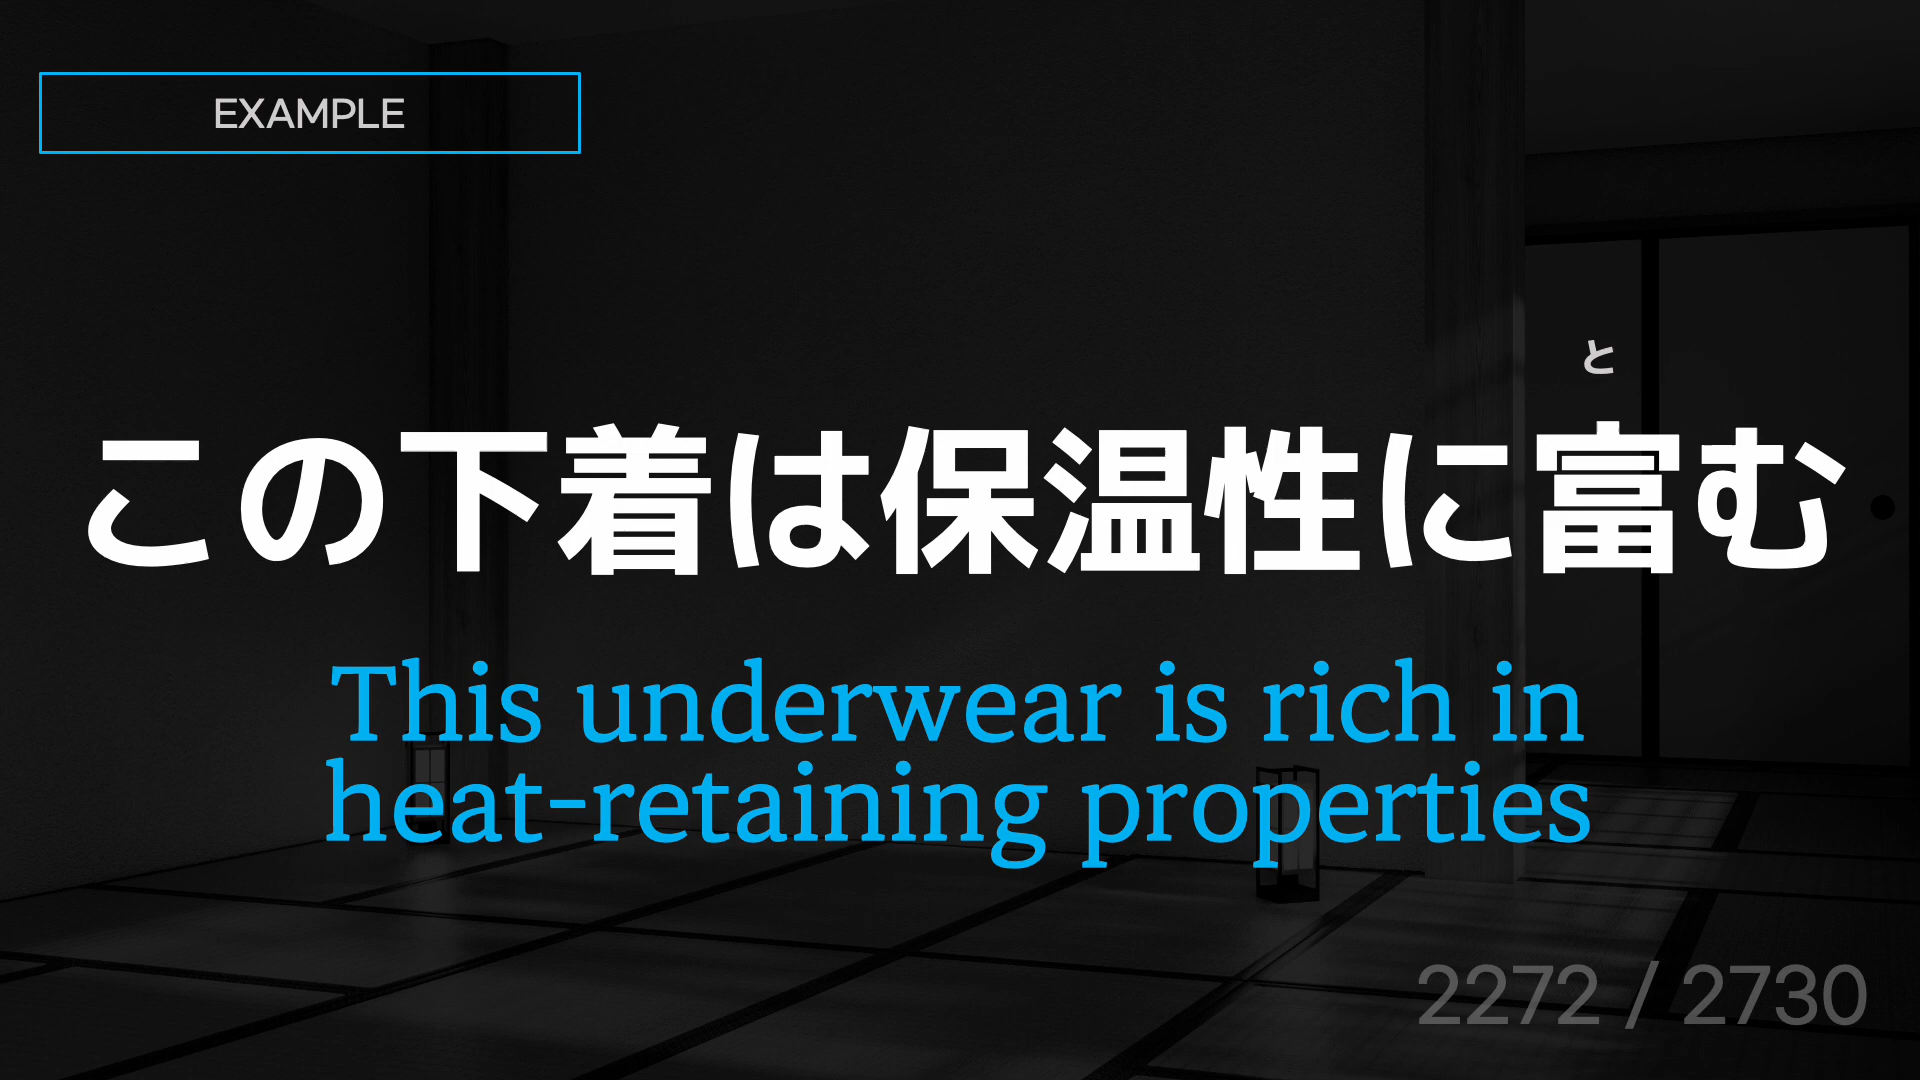 EXAMPLE
と
この下着は保温性に富む
This underwear is rich in
heat-retaining properties
2272 / 2730